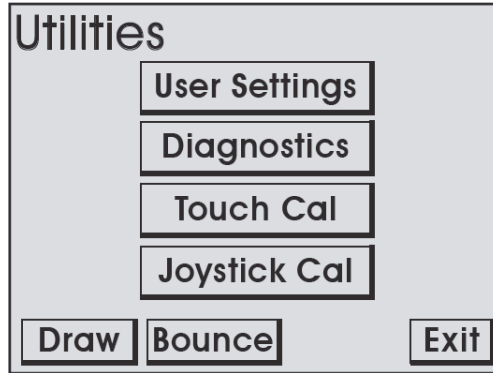 Utilities
User Settings
Diagnostics
Touch Cal
Joystick Cal
Draw Bounce Exit